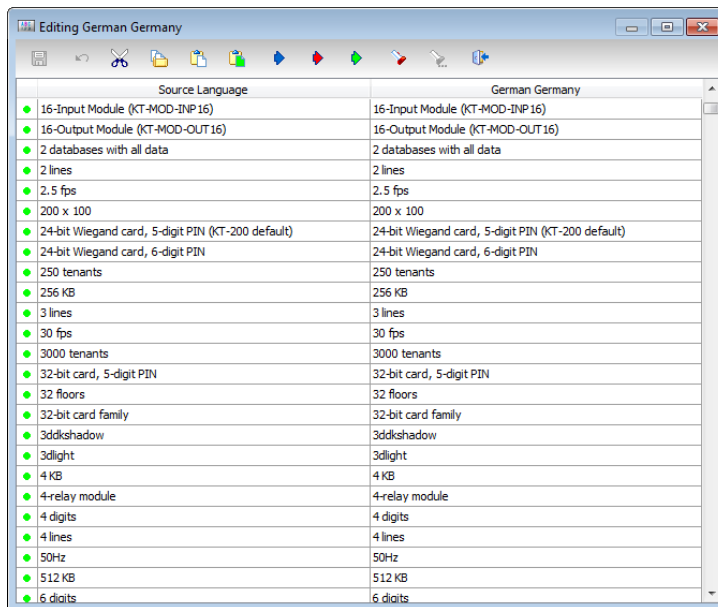 Editing German Germany
Source Language German Germany
16-Input Module (KT-MOD-INP16) 16-Input Module (KT-MOD-INP16)
16-Output Module (KT-MOD-OUT16) 16-Output Module (KT-MOD-OUT16)
2 databases with all data 2 databases with all data
2 lines 2 lines
2.5 fps 2.5 fps
200 x 100 200 x 100
24-bit Wiegand card, 5-digit PIN (KT-200 default) 24-bit Wiegand card, 5-digit PIN (KT-200 default)
24-bit Wiegand card, 6-digit PIN 24-bit Wiegand card, 6-digit PIN
250 tenants 250 tenants
256 KB 256 KB
3 lines 3 lines
30 fps 30 fps
3000 tenants 3000 tenants
32-bit card, 5-digit PIN 32-bit card, 5-digit PIN
32 floors 32 floors
32-bit card family 32-bit card family
3ddkshadow 3ddkshadow
3dlight 3dlight
4 KB 4 KB
4-relay module 4-relay module
4 digits 4 digits
4 lines 4 lines
50Hz 50Hz
512 KB 512 KB
6 digits 6 digits